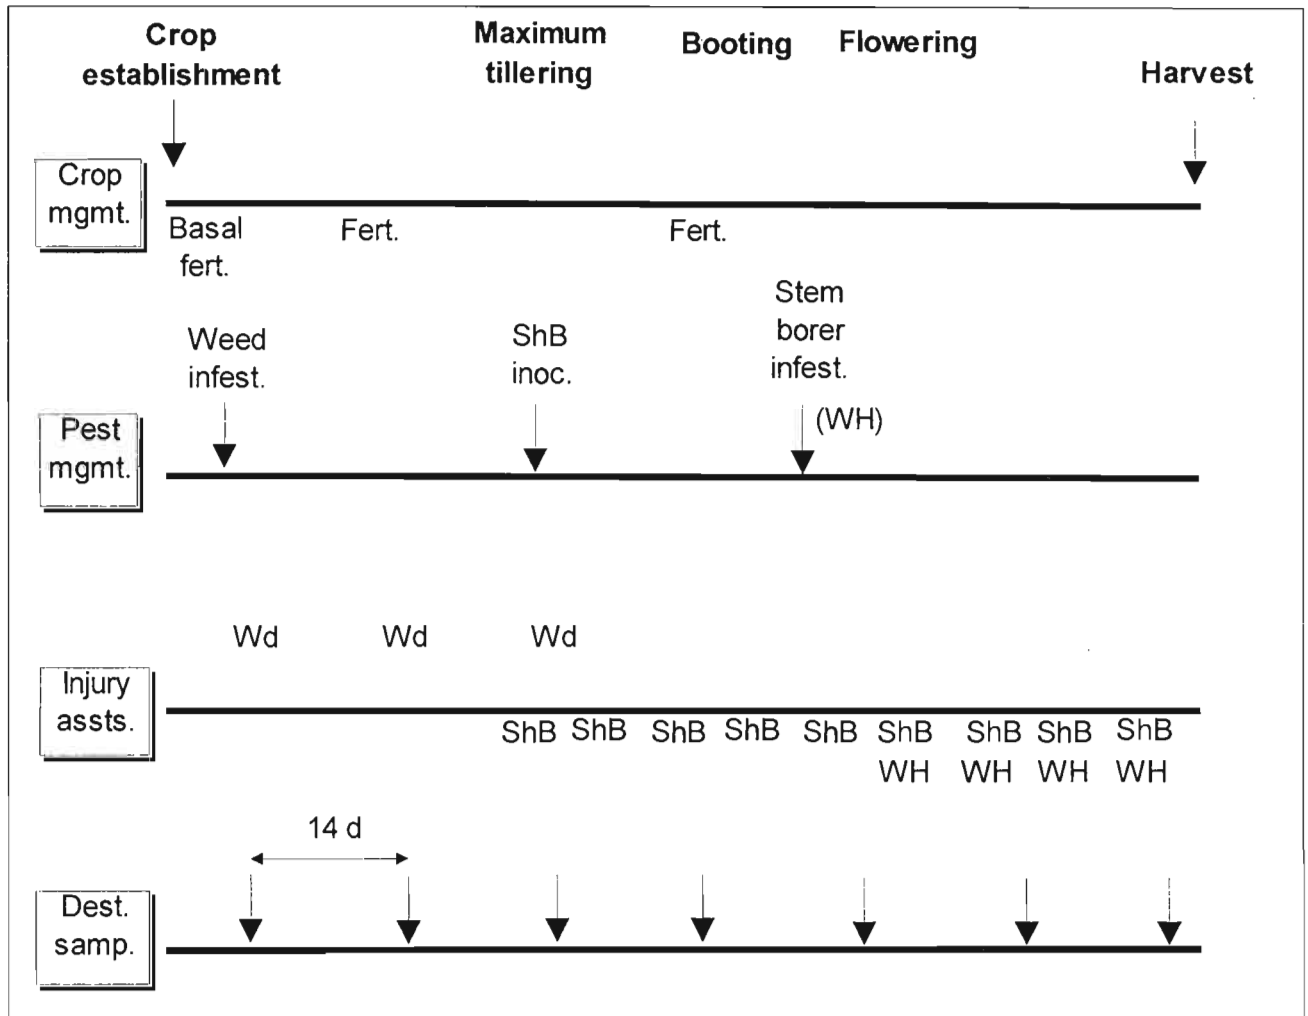 Crop
establishment
Maximum
tillering
Booting
Flowering
Harvest
Crop
mgmt.
Basal
fert.
Fert.
Fert.
Weed
infest.
ShB
inoc.
Stem
borer
infest.
(WH)
Pest
mgmt.
Wd
Wd
Wd
Injury
assts.
ShB ShB ShB ShB ShB ShB ShB ShB ShB
WH WH WH WH
14 d
Dest.
samp.